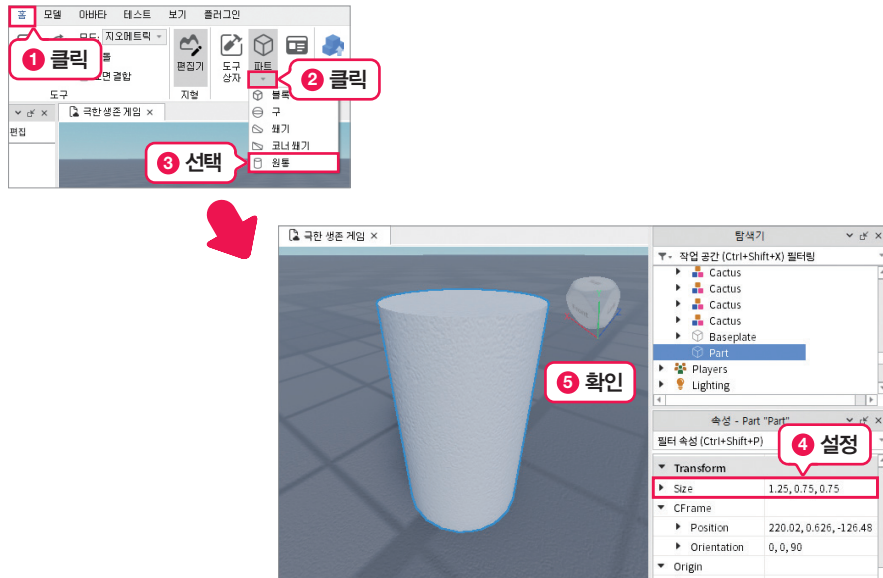 홈 모델 아바타 테스트 보기 플러그인
모드: 지오메트릭
1 클릭
면 결합
편집기
도구 상자
파트
2 클릭
도구
지형
블록
구
쐐기
코너 쐐기
원통
3 선택
극한 생존 게임 ×
편집
극한 생존 게임 ×
탐색기
작업 공간 (Ctrl+Shift+X) 필터링
Cactus
Cactus
Cactus
Cactus
Baseplate
Part
Players
Lighting
5 확인
속성 - Part "Part"
필터 속성 (Ctrl+Shift+P)
4 설정
Transform
Size 1.25, 0.75, 0.75
CFrame
Position 220.02, 0.626, -126.48
Orientation 0, 0, 90
Origin